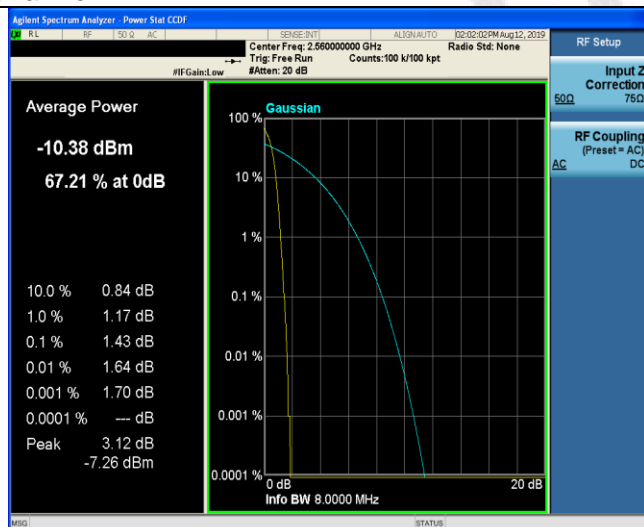 Agilent Spectrum Analyzer - Power Stat CCDF
RL RF 50 Ω AC SENSE:INT ALIGNAUTO 02:02:02 PM Aug 12, 2019
Center Freq: 2.560000000 GHz Radio Std: None
Trig: Free Run Counts:100 k/100 kpt
#IFGain:Low #Atten: 20 dB
RF Setup
Input Z
Correction
50Ω 75Ω
RF Coupling
(Preset = AC)
AC DC
Average Power
-10.38 dBm
67.21 % at 0dB
10.0 % 0.84 dB
1.0 % 1.17 dB
0.1 % 1.43 dB
0.01 % 1.64 dB
0.001 % 1.70 dB
0.0001 % --- dB
Peak 3.12 dB
-7.26 dBm
Gaussian
100 %
10 %
1 %
0.1 %
0.01 %
0.001 %
0.0001 %
0 dB 20 dB
Info BW 8.0000 MHz
MSG STATUS